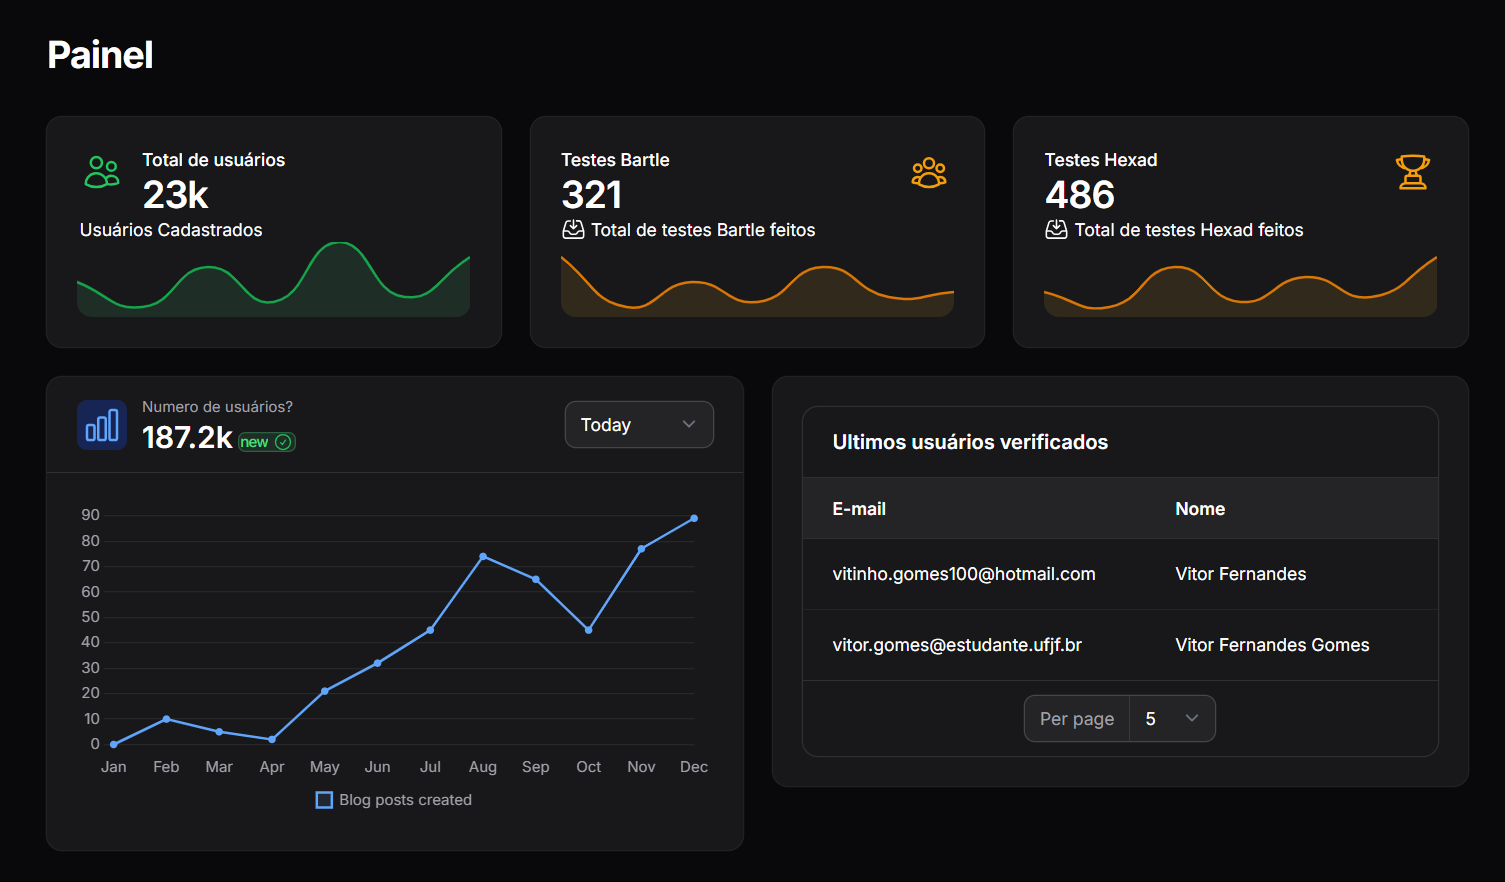 Painel
Total de usuários
23k
Usuários Cadastrados
Testes Bartle
321
Total de testes Bartle feitos
Testes Hexad
486
Total de testes Hexad feitos
Numero de usuários?
187.2k new
Today
90
80
70
60
50
40
30
20
10
0
Jan Feb Mar Apr May Jun Jul Aug Sep Oct Nov Dec
Blog posts created
Ultimos usuários verificados
E-mail Nome
vitinho.gomes100@hotmail.com Vitor Fernandes
vitor.gomes@estudante.ufjf.br Vitor Fernandes Gomes
Per page 5